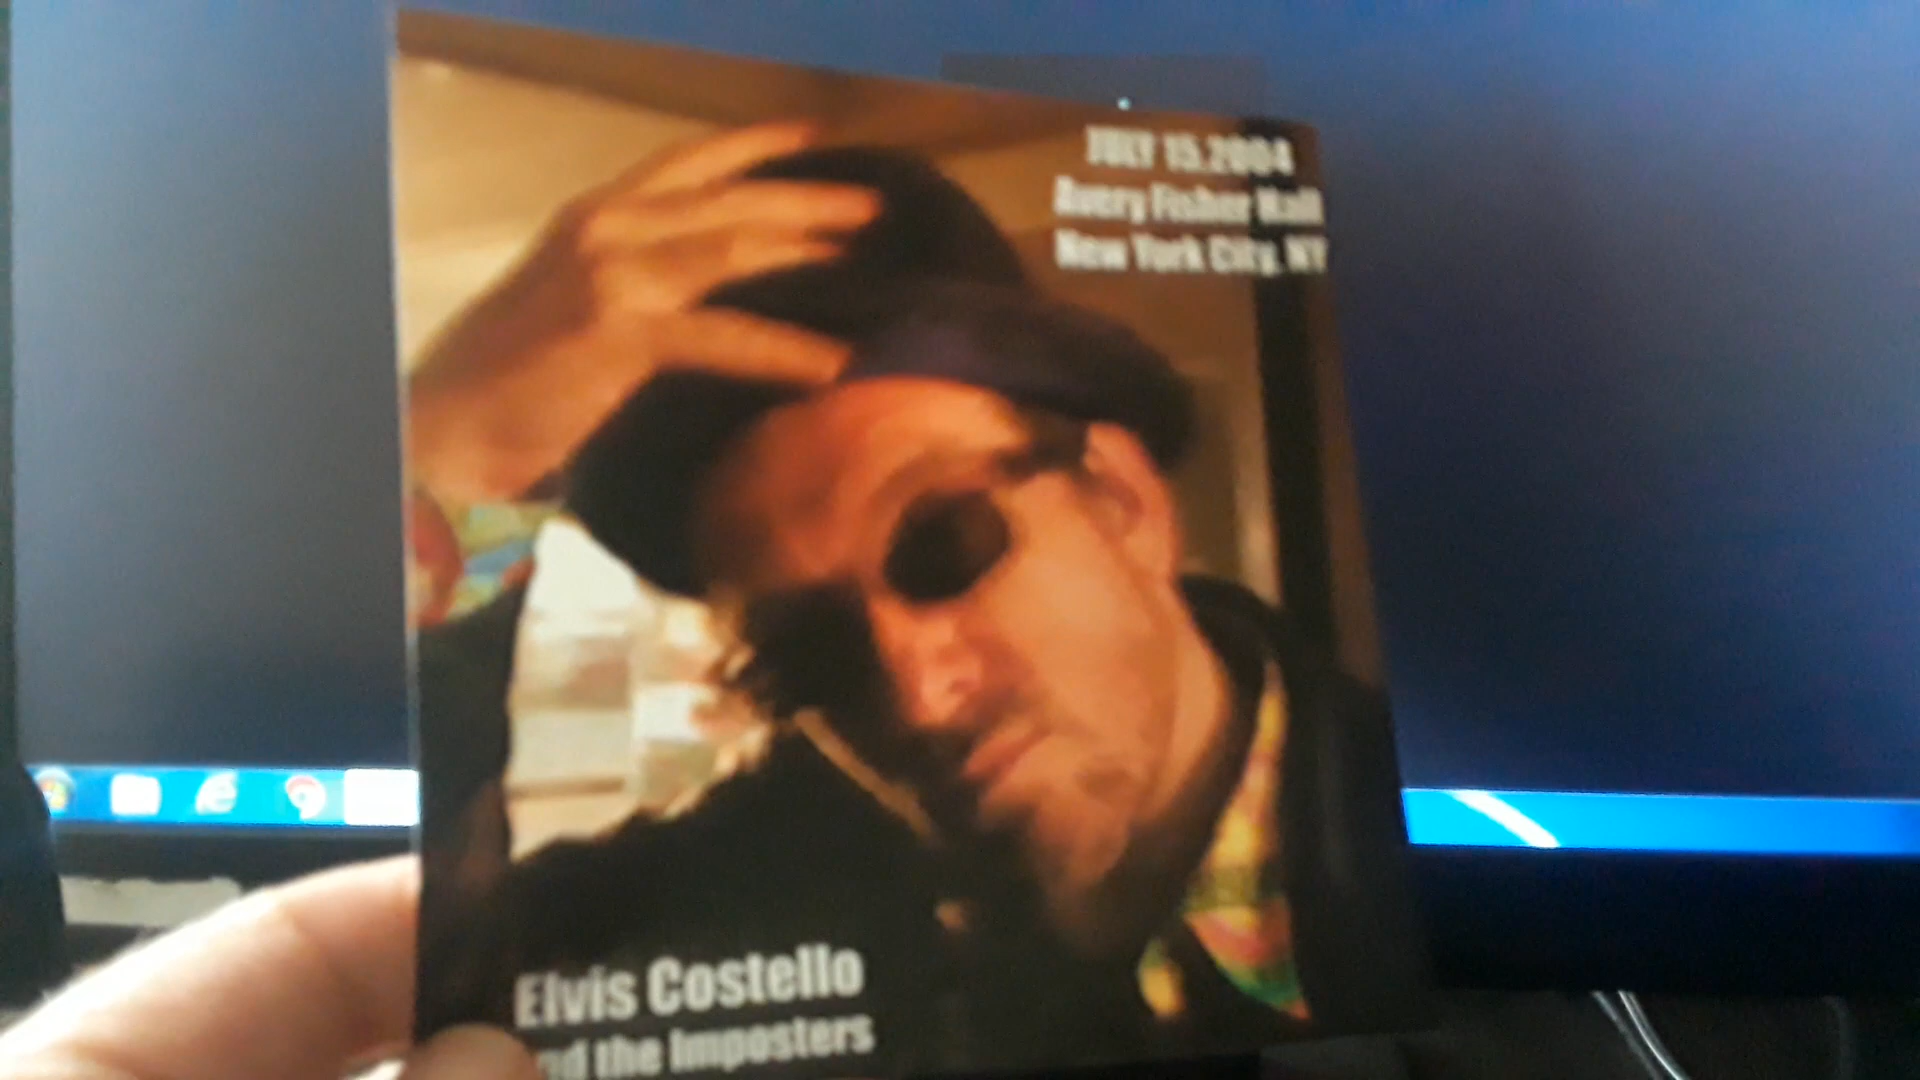 JULY 15.2004
Avery Fisher Hall
New York City, NY
Elvis Costello
and the Imposters